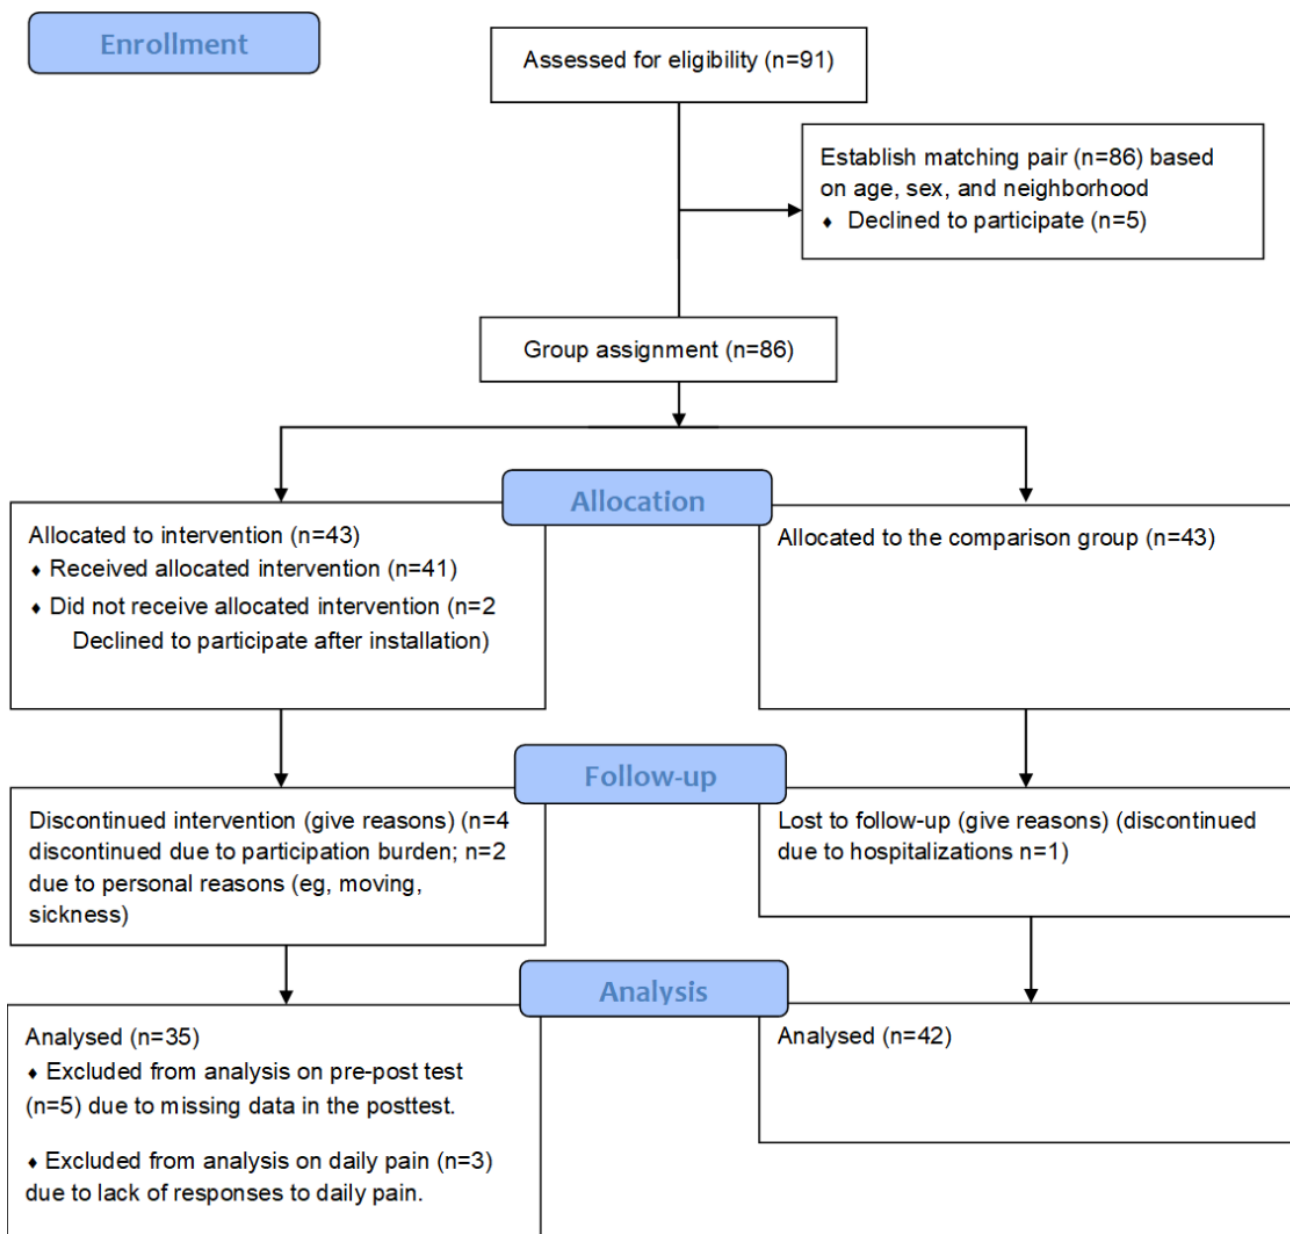 Enrollment
Assessed for eligibility (n=91)
Establish matching pair (n=86) based
on age, sex, and neighborhood
♦ Declined to participate (n=5)
Group assignment (n=86)
Allocation
Allocated to intervention (n=43)
♦ Received allocated intervention (n=41)
♦ Did not receive allocated intervention (n=2
Declined to participate after installation)
Allocated to the comparison group (n=43)
Follow-up
Discontinued intervention (give reasons) (n=4
discontinued due to participation burden; n=2
due to personal reasons (eg, moving,
sickness)
Lost to follow-up (give reasons) (discontinued
due to hospitalizations n=1)
Analysis
Analysed (n=35)
♦ Excluded from analysis on pre-post test
(n=5) due to missing data in the posttest.
♦ Excluded from analysis on daily pain (n=3)
due to lack of responses to daily pain.
Analysed (n=42)